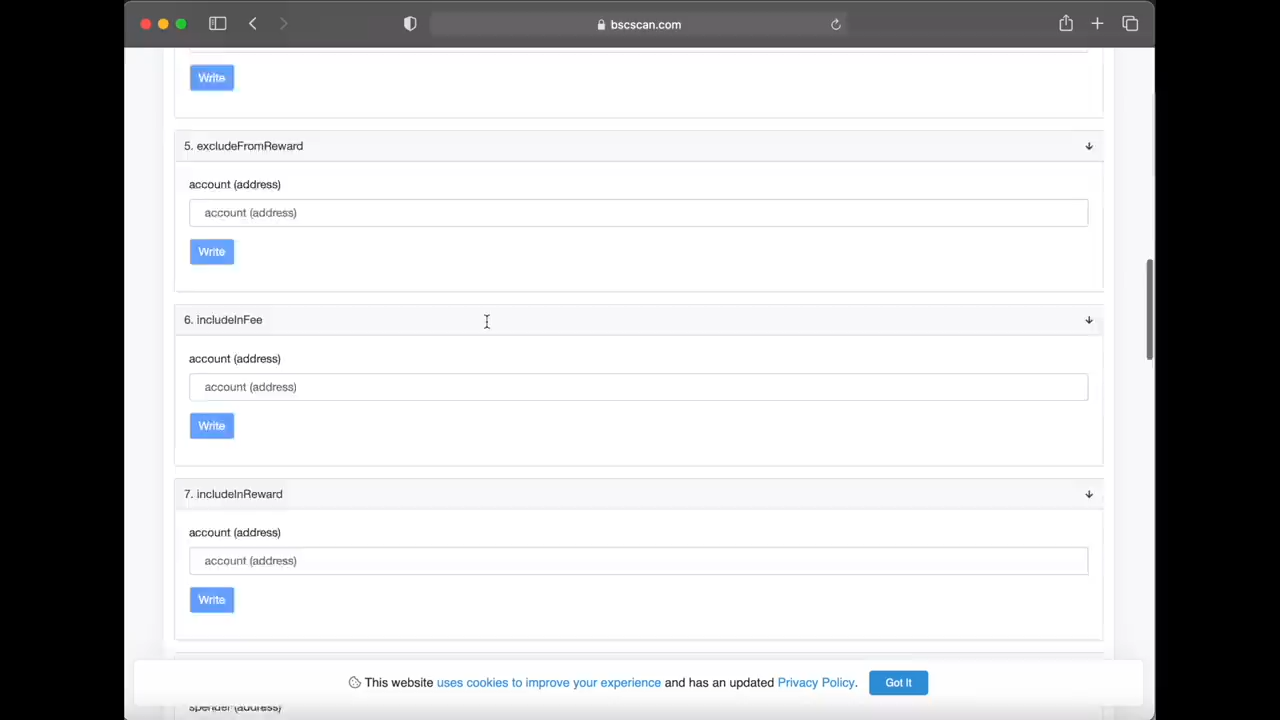 bscscan.com
Write
5. excludeFromReward
account (address)
account (address)
Write
6. includeInFee
account (address)
account (address)
Write
7. includeInReward
account (address)
account (address)
Write
This website uses cookies to improve your experience and has an updated Privacy Policy.
Got It
spender (address)